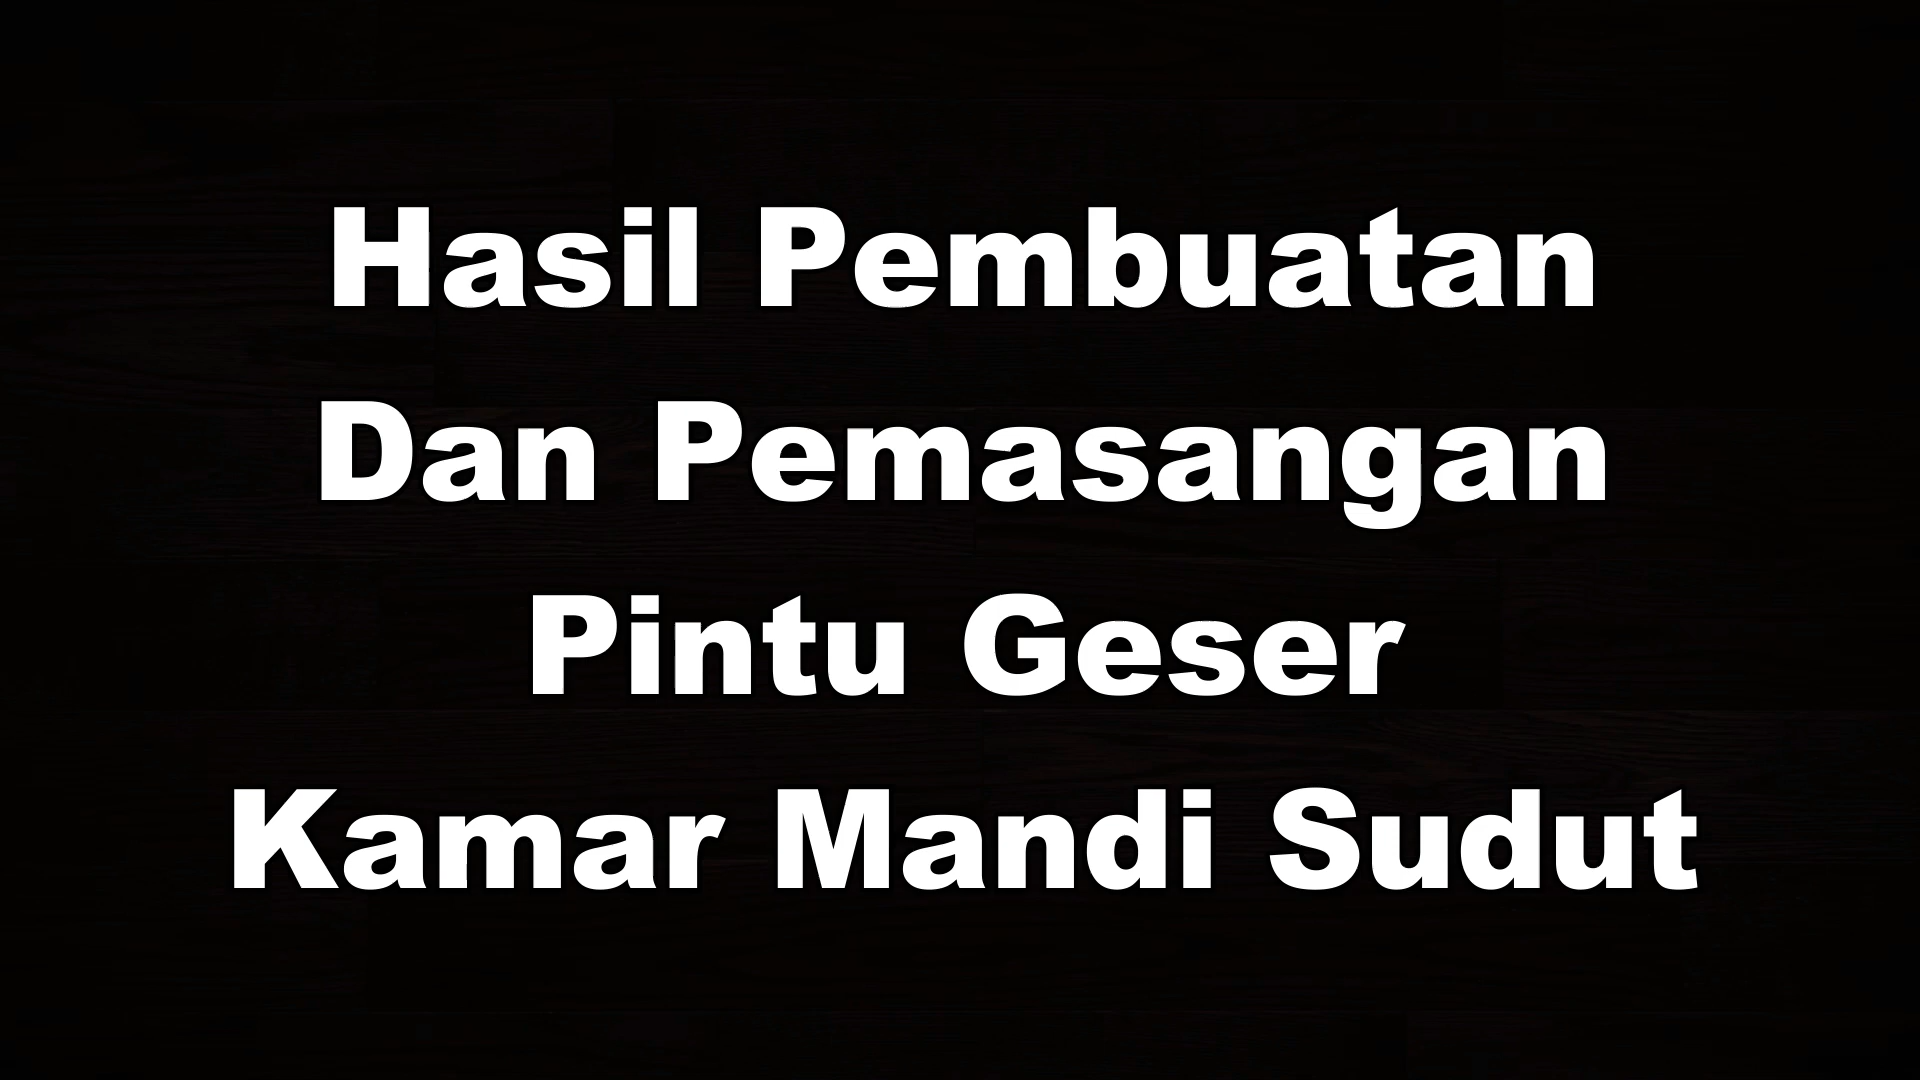 Hasil Pembuatan
Dan Pemasangan
Pintu Geser
Kamar Mandi Sudut